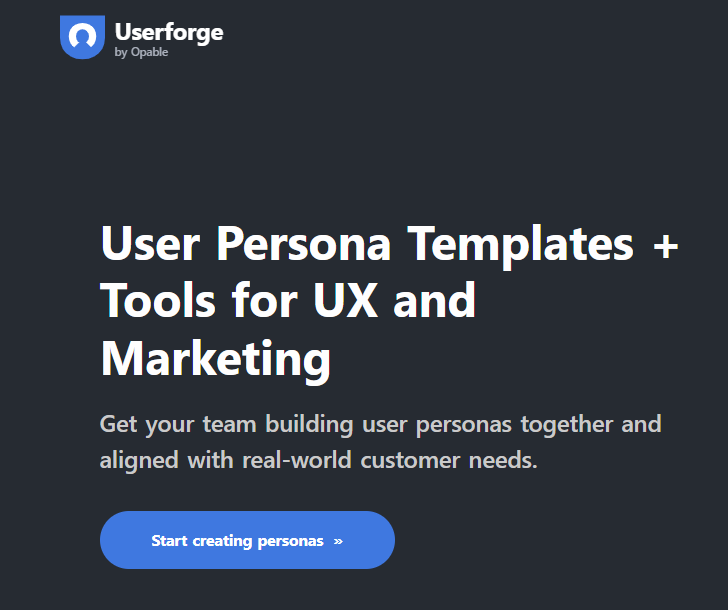 Userforge
by Opable
User Persona Templates +
Tools for UX and
Marketing
Get your team building user personas together and
aligned with real-world customer needs.
Start creating personas »